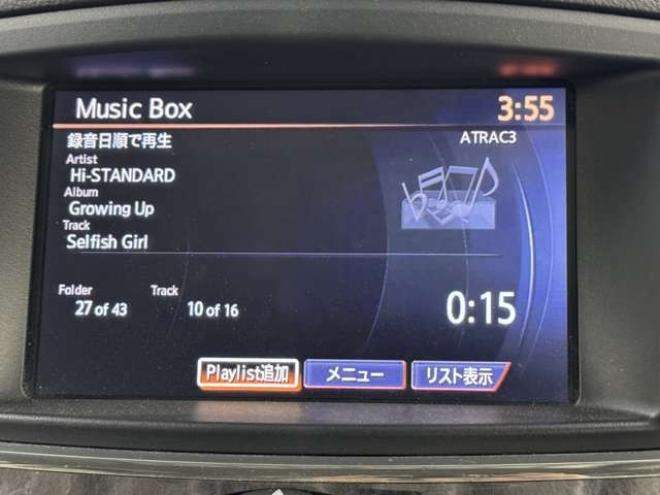 Music Box 3:55
録音日順で再生 ATRAC3
Artist
Hi-STANDARD
Album
Growing Up
Track
Selfish Girl
Folder Track
27 of 43 10 of 16 0:15
Playlist追加 メニュー リスト表示